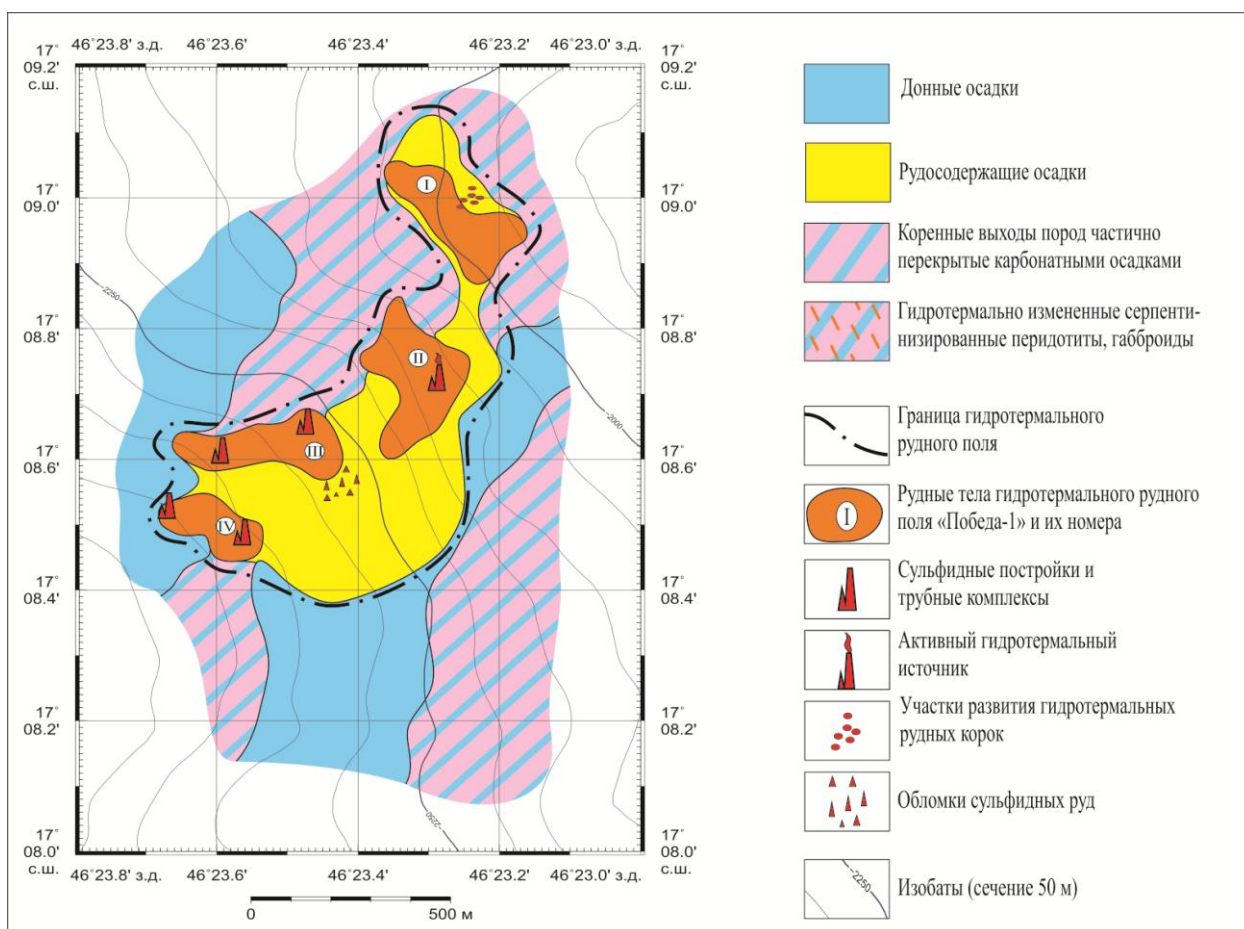 46°23.8' з.д. 46°23.6' 46°23.4' 46°23.2' 46°23.0' з.д.
17°
09.2'
с.ш.
17°
09.2'
с.ш.
17°
09.0'
17°
09.0'
17°
08.8'
17°
08.8'
17°
08.6'
17°
08.6'
17°
08.4'
17°
08.4'
17°
08.2'
17°
08.2'
17°
08.0'
с.ш.
17°
08.0'
с.ш.
I
II
III
IV
-2250
-2000
-2250
46°23.8' з.д. 46°23.6' 46°23.4' 46°23.2' 46°23.0' з.д.
0 500 м
Донные осадки
Рудосодержащие осадки
Коренные выходы пород частично
перекрытые карбонатными осадками
Гидротермально измененные серпенти-
низированные перидотиты, габброиды
Граница гидротермального
рудного поля
I
Рудные тела гидротермального рудного
поля «Победа-1» и их номера
Сульфидные постройки и
трубные комплексы
Активный гидротермальный
источник
Участки развития гидротермальных
рудных корок
Обломки сульфидных руд
-2250
Изобаты (сечение 50 м)